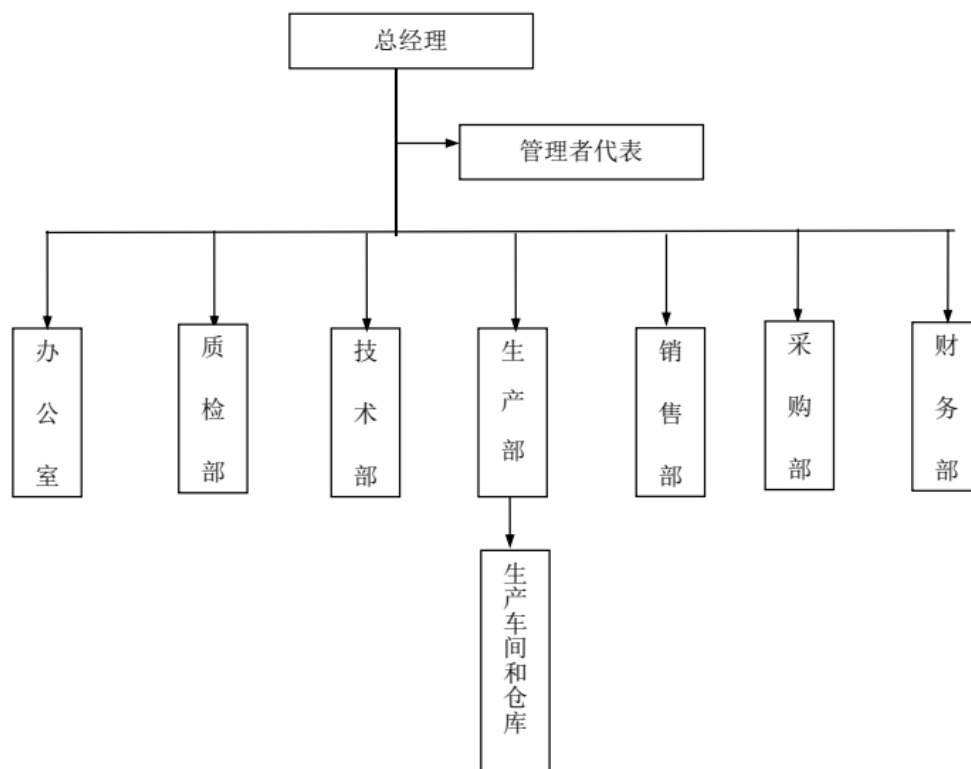 总经理
管理者代表
办公室
质检部
技术部
生产部
销售部
采购部
财务部
生产车间和仓库